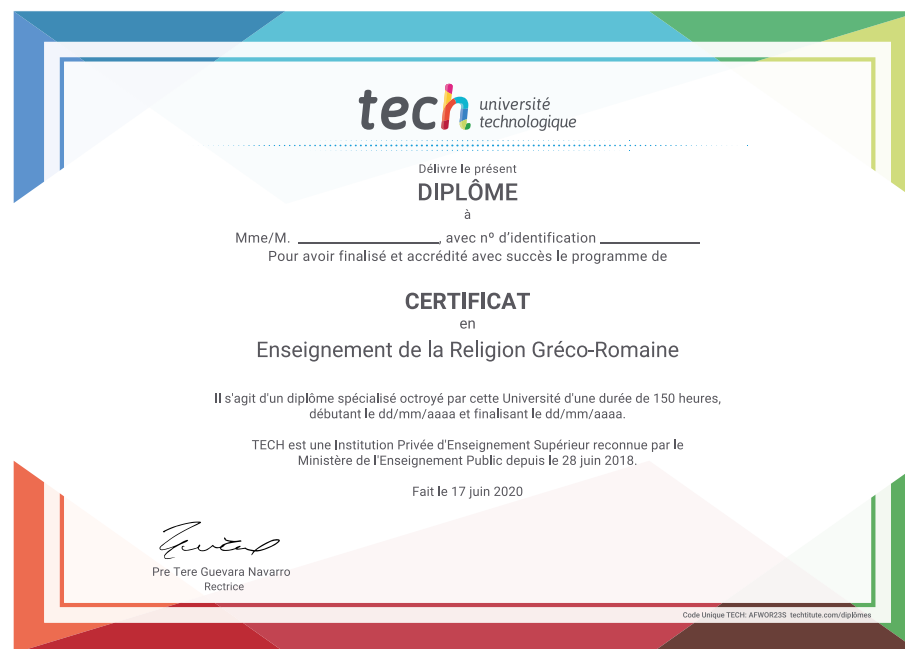 tech université
technologique
Délivre le présent
DIPLÔME
à
Mme/M. ____________________, avec nº d'identification ______________
Pour avoir finalisé et accrédité avec succès le programme de
CERTIFICAT
en
Enseignement de la Religion Gréco-Romaine
Il s'agit d'un diplôme spécialisé octroyé par cette Université d'une durée de 150 heures,
débutant le dd/mm/aaaa et finalisant le dd/mm/aaaa.
TECH est une Institution Privée d'Enseignement Supérieur reconnue par le
Ministère de l'Enseignement Public depuis le 28 juin 2018.
Fait le 17 juin 2020
Pre Tere Guevara Navarro
Rectrice
Code Unique TECH: AFWOR23S techtitute.com/diplômes